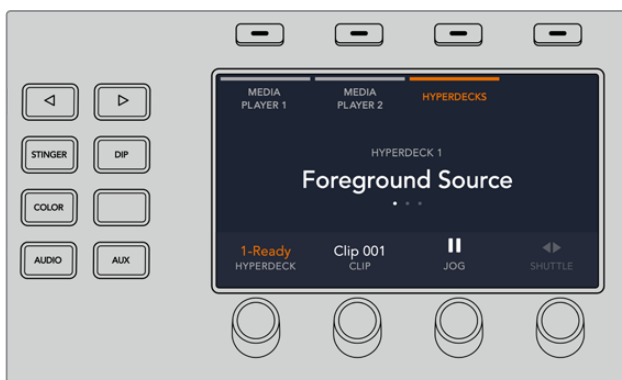 MEDIA PLAYER 1
MEDIA PLAYER 2
HYPERDECKS
STINGER
DIP
COLOR
AUDIO
AUX
HYPERDECK 1
Foreground Source
1-Ready
HYPERDECK
Clip 001
CLIP
JOG
SHUTTLE